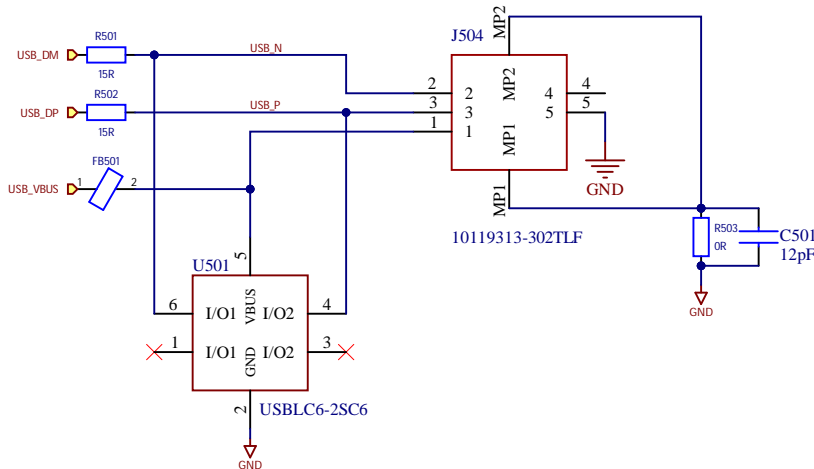 MP2
R501
J504
USB_DM
USB_N
15R
MP2
2
2
4
4
R502
USB_DP
USB_P
3
3
5
5
15R
1
1
MP1
FB501
USB_VBUS
1
2
GND
MP1
R503
0R
C501
12pF
10119313-302TLF
U501
5
GND
6
I/O1
VBUS
I/O2
4
1
I/O1
GND
I/O2
3
2
USBLC6-2SC6
GND